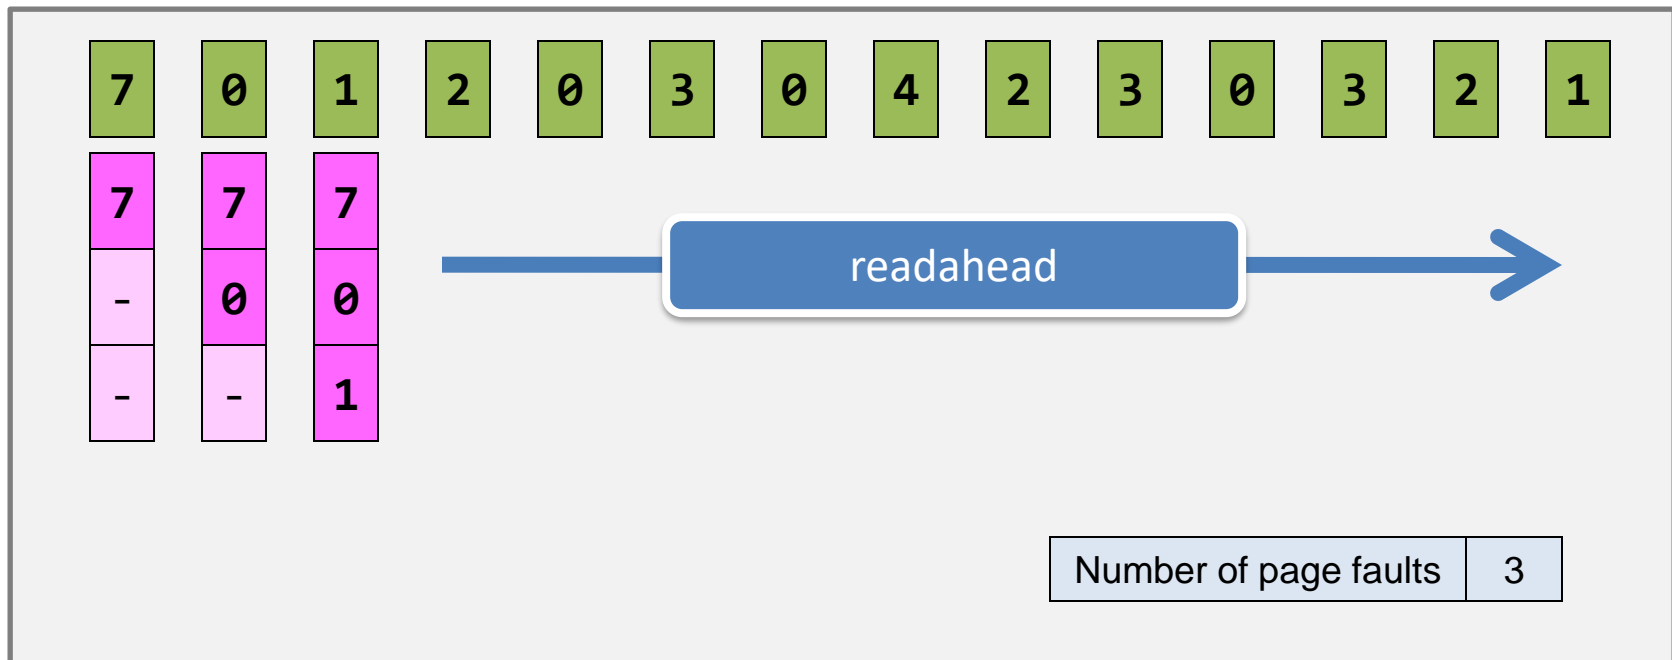 7 0 1 2 0 3 0 4 2 3 0 3 2 1
7 7 7
readahead
- 0 0
- - 1
Number of page faults 3